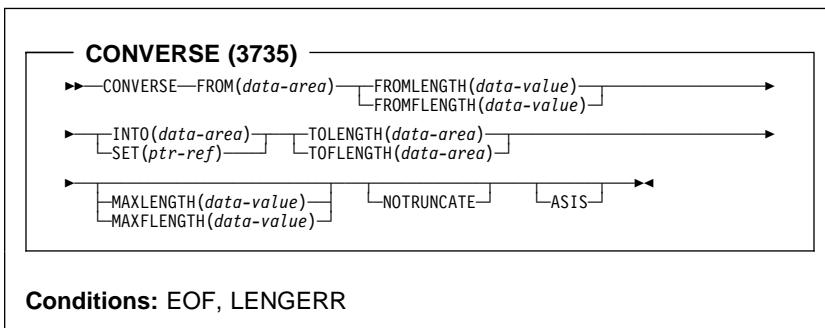 CONVERSE (3735)
CONVERSE FROM(data-area) FROMLENGTH(data-value)
FROMFLENGTH(data-value)
INTO(data-area) TOLENGTH(data-area)
SET(ptr-ref) TOFLENGTH(data-area)
MAXLENGTH(data-value) NOTRUNCATE ASIS
MAXFLENGTH(data-value)
Conditions: EOF, LENGERR